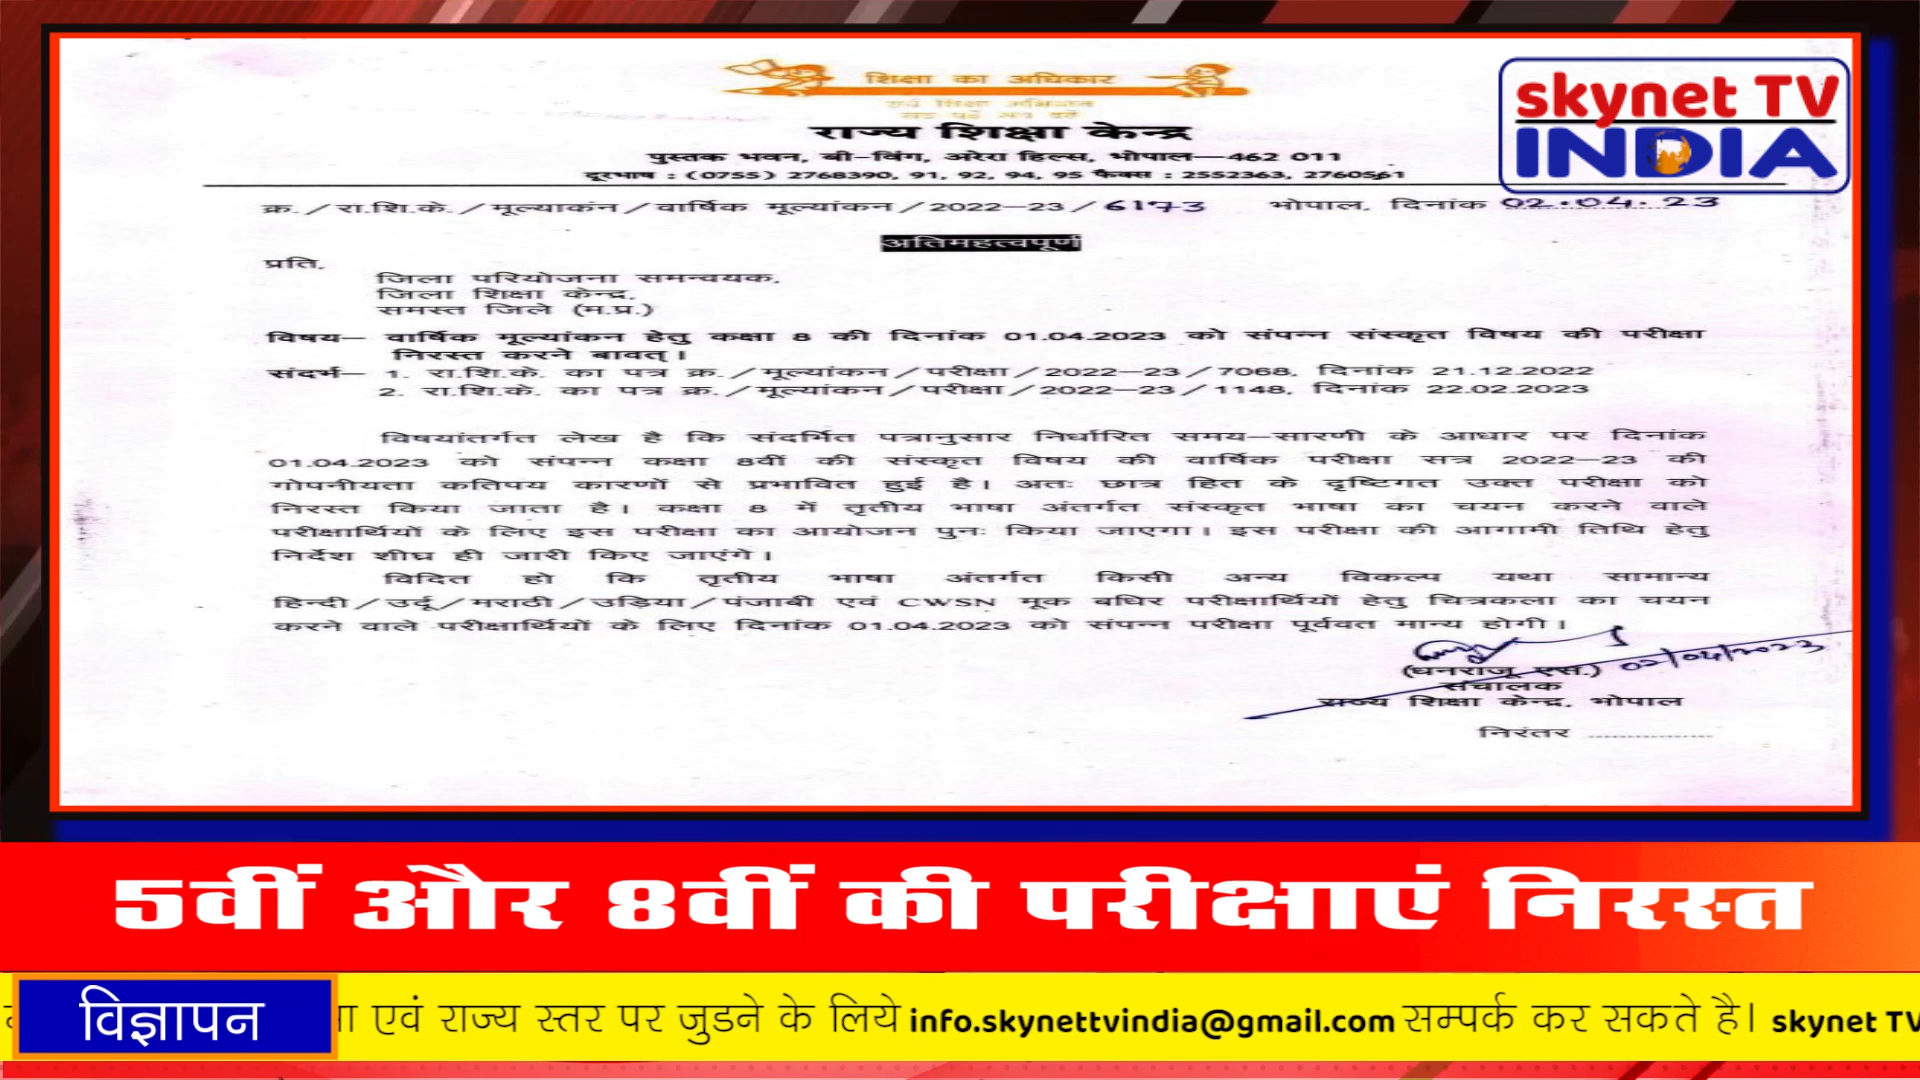 शिक्षा का अधिकार
राज्य शिक्षा केन्द्र
पुस्तक भवन, बी–विंग, अरेरा हिल्स, भोपाल–462 011
दूरभाष : (0755) 2768390, 91, 92, 94, 95 फैक्स : 2552363, 2760561
skynet TV
INDIA
क्र./रा.शि.के./मूल्याकंन/वार्षिक मूल्यांकन/2022–23/6173 भोपाल, दिनांक 02.04.23
अतिमहत्वपूर्ण
प्रति,
जिला परियोजना समन्वयक,
जिला शिक्षा केन्द्र,
समस्त जिले (म.प्र.)
विषय– वार्षिक मूल्यांकन हेतु कक्षा 8 की दिनांक 01.04.2023 को संपन्न संस्कृत विषय की परीक्षा
निरस्त करने बावत्।
संदर्भ– 1. रा.शि.के. का पत्र क्र./मूल्यांकन/परीक्षा/2022–23/7068, दिनांक 21.12.2022
2. रा.शि.के. का पत्र क्र./मूल्यांकन/परीक्षा/2022–23/1148, दिनांक 22.02.2023
विषयांतर्गत लेख है कि संदर्भित पत्रानुसार निर्धारित समय–सारणी के आधार पर दिनांक
01.04.2023 को संपन्न कक्षा 8वीं की संस्कृत विषय की वार्षिक परीक्षा सत्र 2022–23 की
गोपनीयता कतिपय कारणों से प्रभावित हुई है। अतः छात्र हित के दृष्टिगत उक्त परीक्षा को
निरस्त किया जाता है। कक्षा 8 में तृतीय भाषा अंतर्गत संस्कृत भाषा का चयन करने वाले
परीक्षार्थियों के लिए इस परीक्षा का आयोजन पुनः किया जाएगा। इस परीक्षा की आगामी तिथि हेतु
निर्देश शीघ्र ही जारी किए जाएंगे।
विदित हो कि तृतीय भाषा अंतर्गत किसी अन्य विकल्प यथा सामान्य
हिन्दी/उर्दू/मराठी/उड़िया/पंजाबी एवं CWSN मूक बधिर परीक्षार्थियों हेतु चित्रकला का चयन
करने वाले परीक्षार्थियों के लिए दिनांक 01.04.2023 को संपन्न परीक्षा पूर्ववत मान्य होगी।
02/04/2023
(धनराजू एस.)
संचालक
राज्य शिक्षा केन्द्र, भोपाल
निरंतर ................
5वीं और 8वीं की परीक्षाएं निरस्त
विज्ञापन
एवं राज्य स्तर पर जुडने के लिये info.skynettvindia@gmail.com सम्पर्क कर सकते है। skynet TV